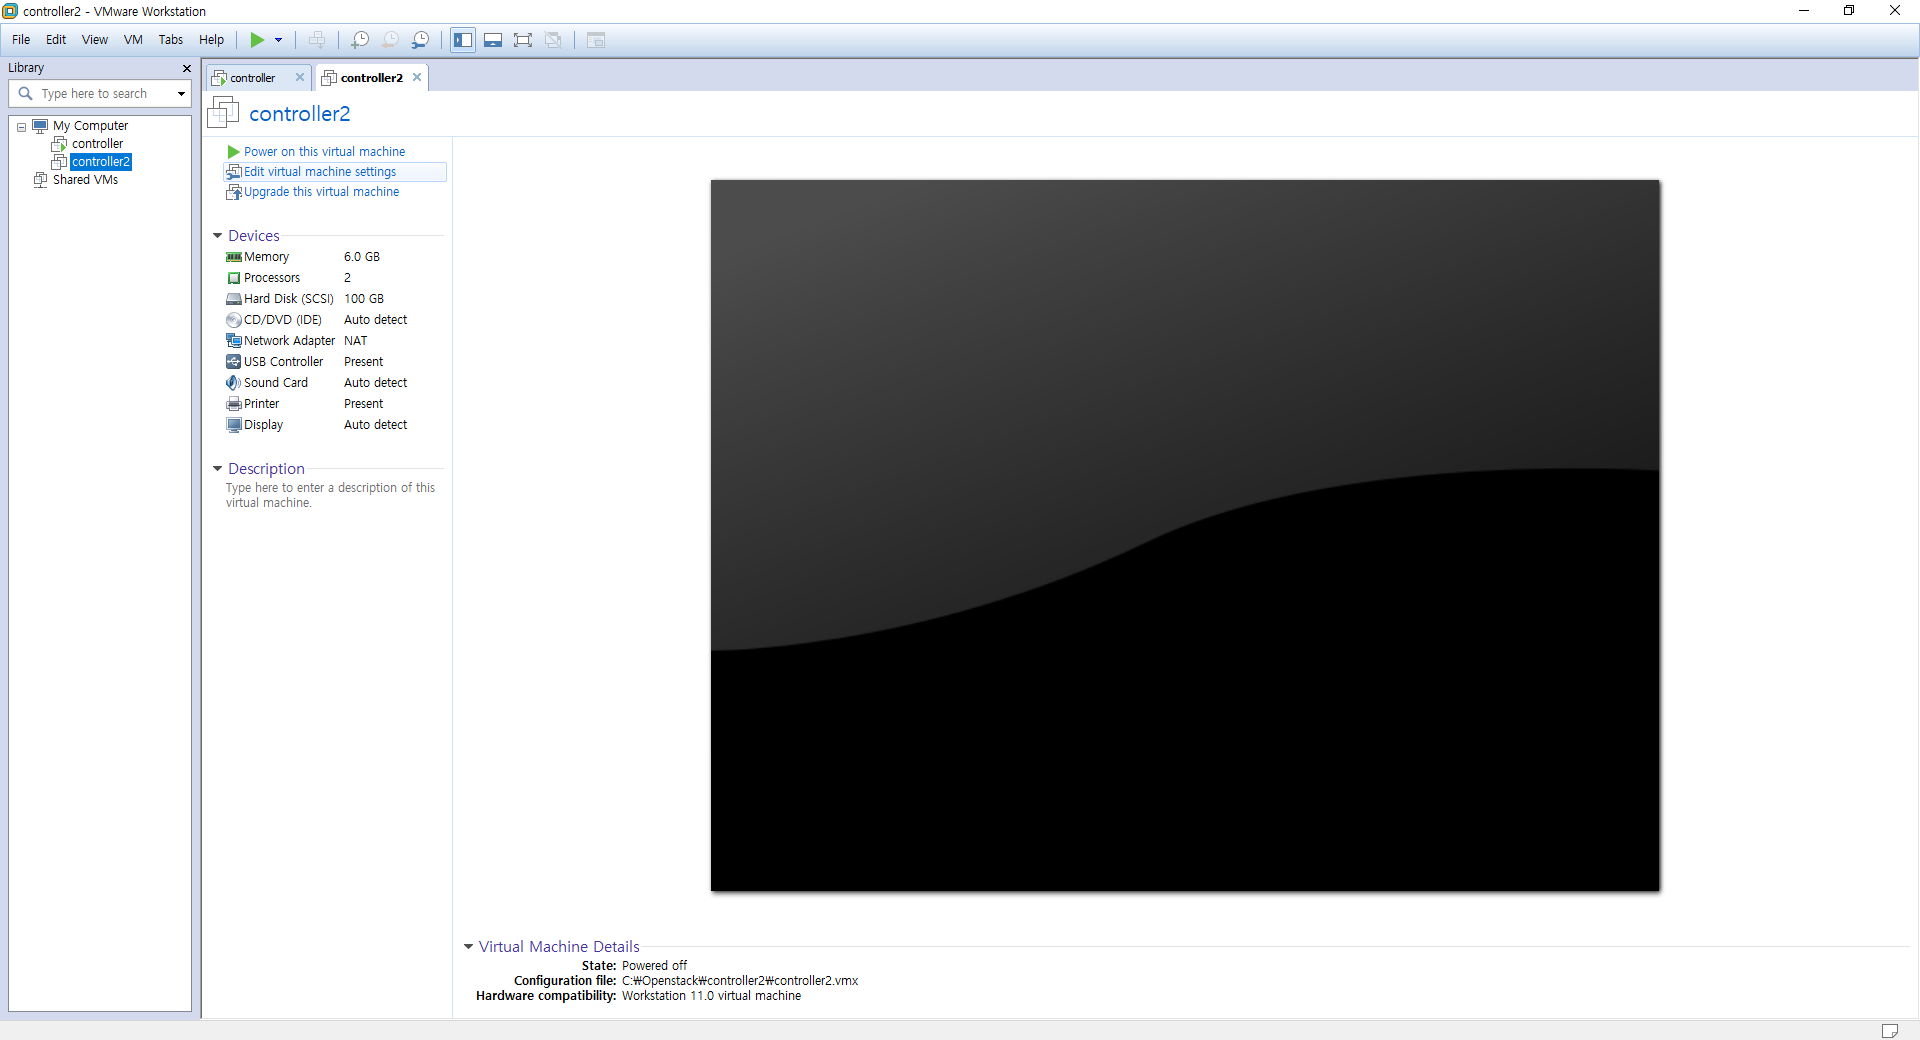 controller2 - VMware Workstation
File Edit View VM Tabs Help
Library
Type here to search
My Computer
controller
controller2
Shared VMs
controller
controller2
controller2
Power on this virtual machine
Edit virtual machine settings
Upgrade this virtual machine
Devices
Memory 6.0 GB
Processors 2
Hard Disk (SCSI) 100 GB
CD/DVD (IDE) Auto detect
Network Adapter NAT
USB Controller Present
Sound Card Auto detect
Printer Present
Display Auto detect
Description
Type here to enter a description of this
virtual machine.
Virtual Machine Details
State: Powered off
Configuration file: C:₩Openstack₩controller2₩controller2.vmx
Hardware compatibility: Workstation 11.0 virtual machine